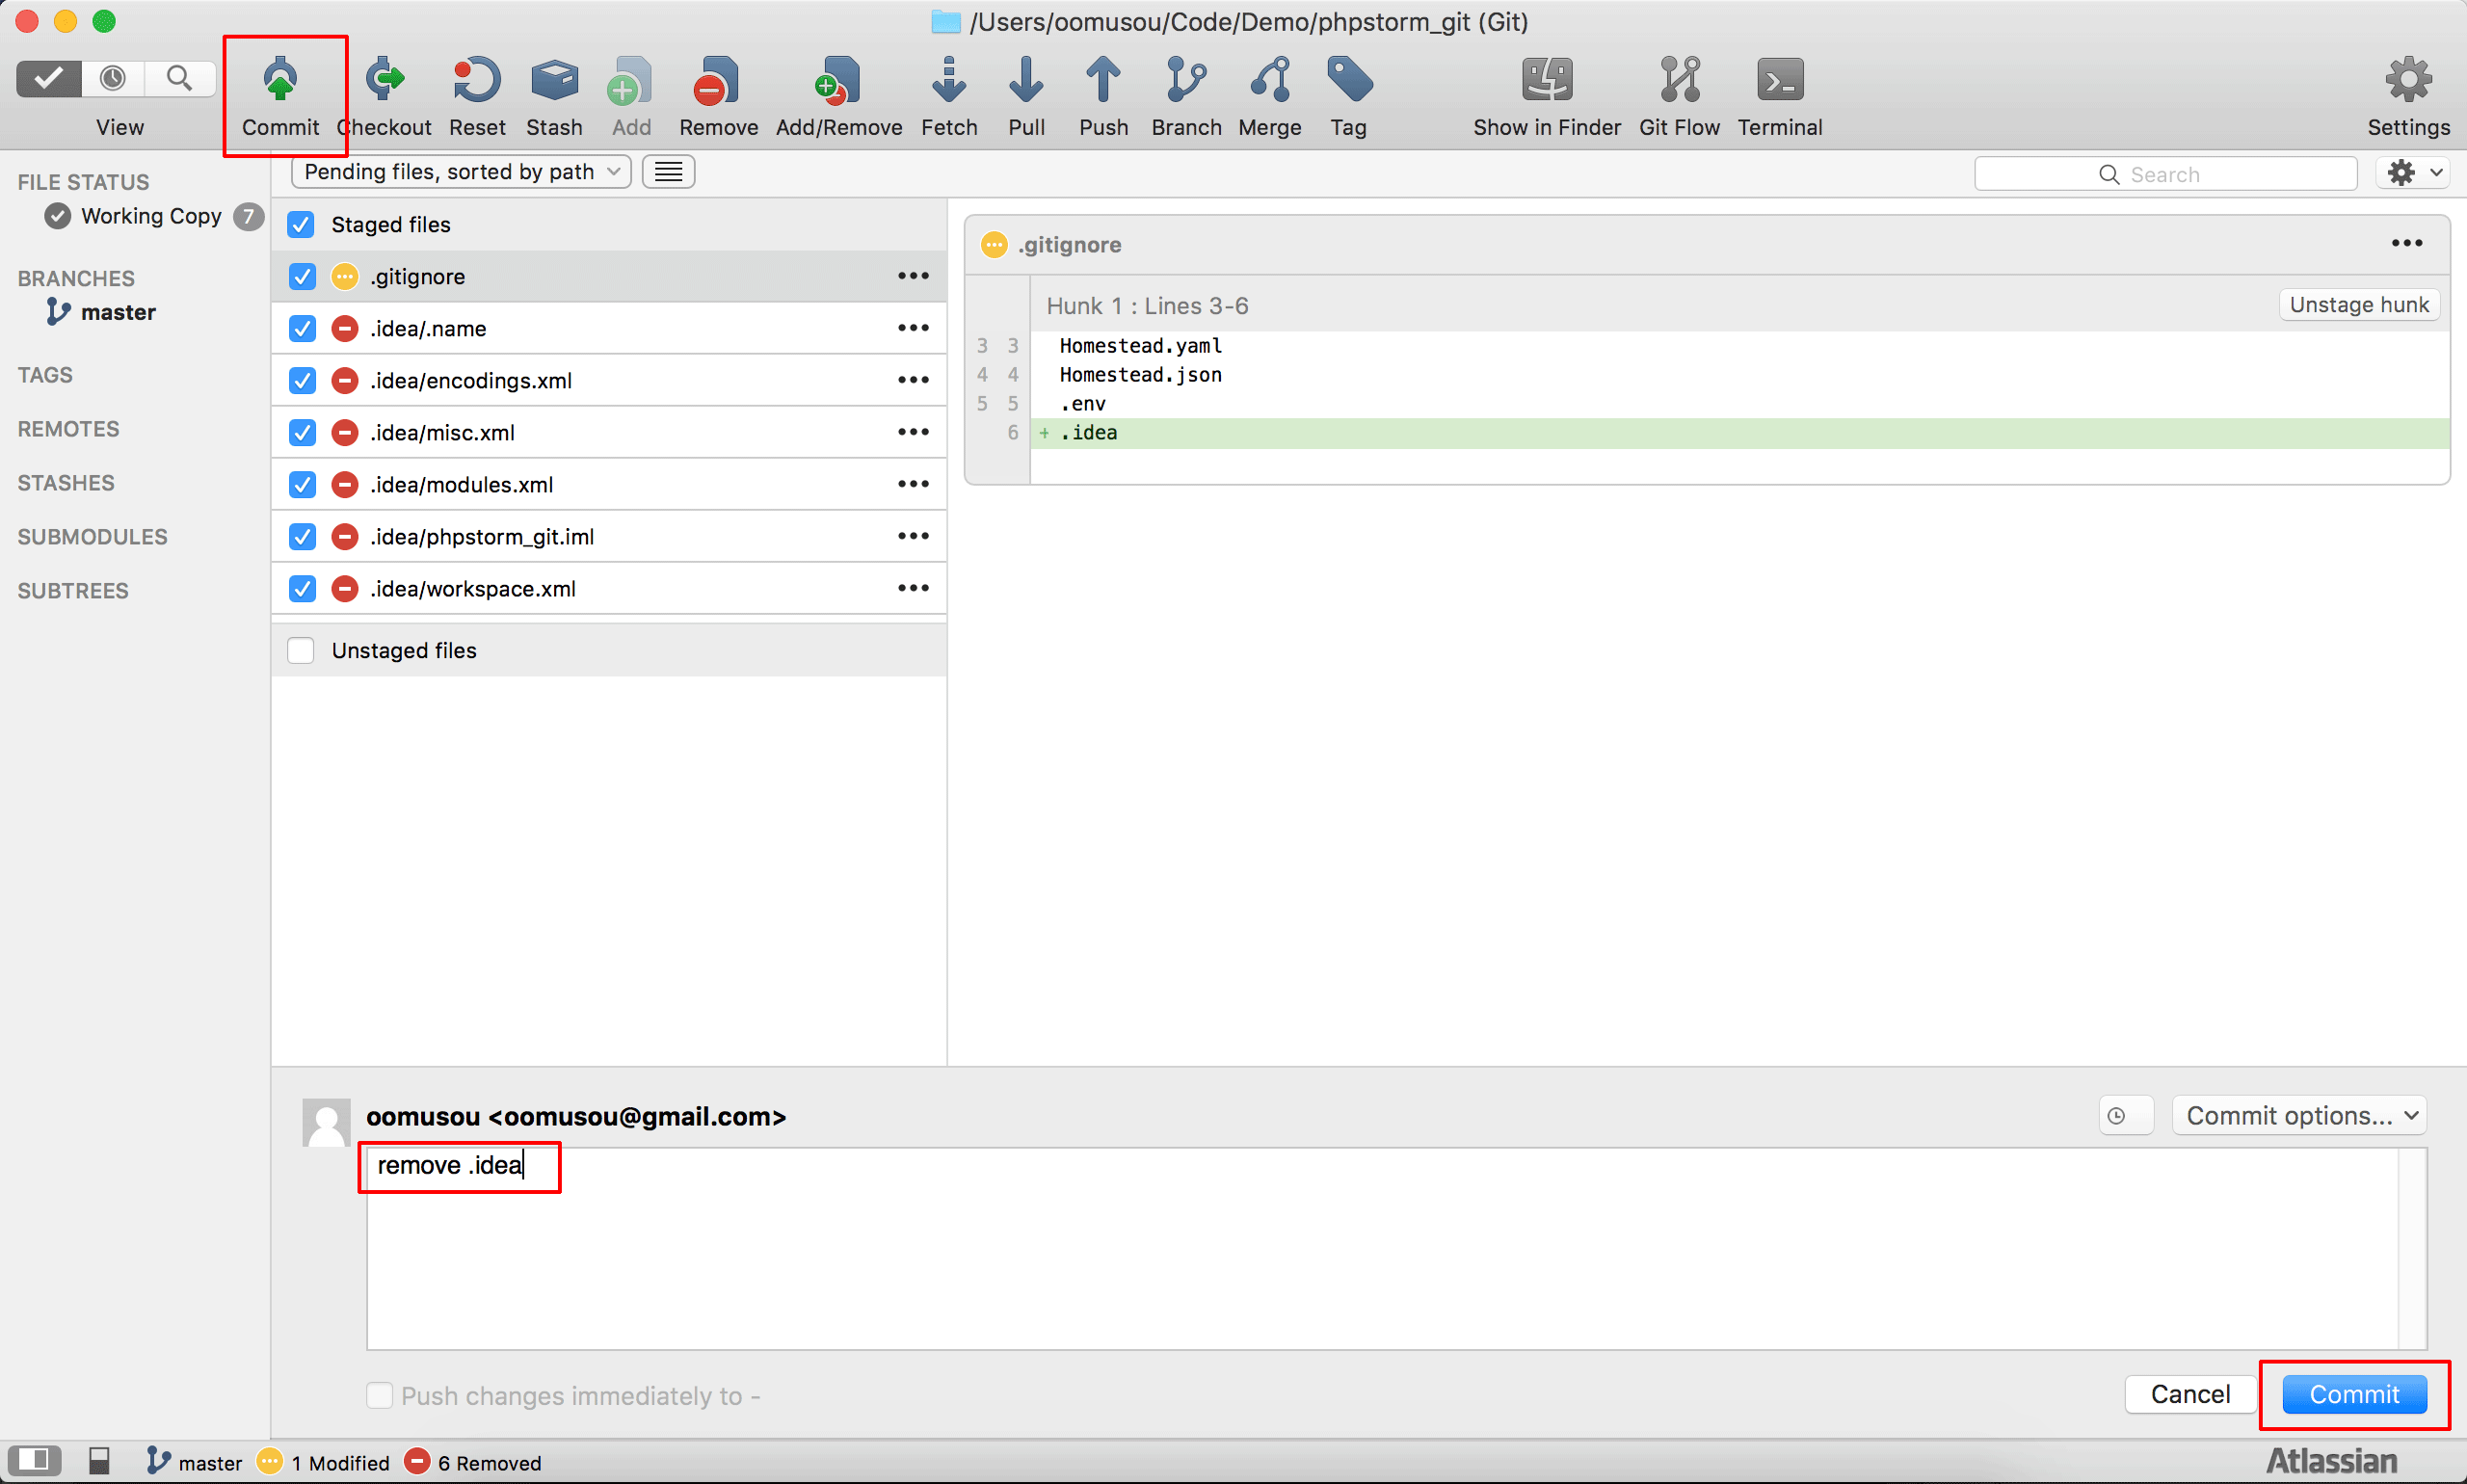 /Users/oomusou/Code/Demo/phpstorm_git (Git)
View
Commit
Checkout
Reset
Stash
Add
Remove
Add/Remove
Fetch
Pull
Push
Branch
Merge
Tag
Show in Finder
Git Flow
Terminal
Settings
Pending files, sorted by path
Search
FILE STATUS
Working Copy 7
BRANCHES
master
TAGS
REMOTES
STASHES
SUBMODULES
SUBTREES
Staged files
.gitignore
.idea/.name
.idea/encodings.xml
.idea/misc.xml
.idea/modules.xml
.idea/phpstorm_git.iml
.idea/workspace.xml
Unstaged files
.gitignore
Hunk 1 : Lines 3-6
Unstage hunk
3 3 Homestead.yaml
4 4 Homestead.json
5 5 .env
6 + .idea
oomusou <oomusou@gmail.com>
Commit options...
remove .idea
Push changes immediately to -
Cancel
Commit
master 1 Modified 6 Removed
Atlassian